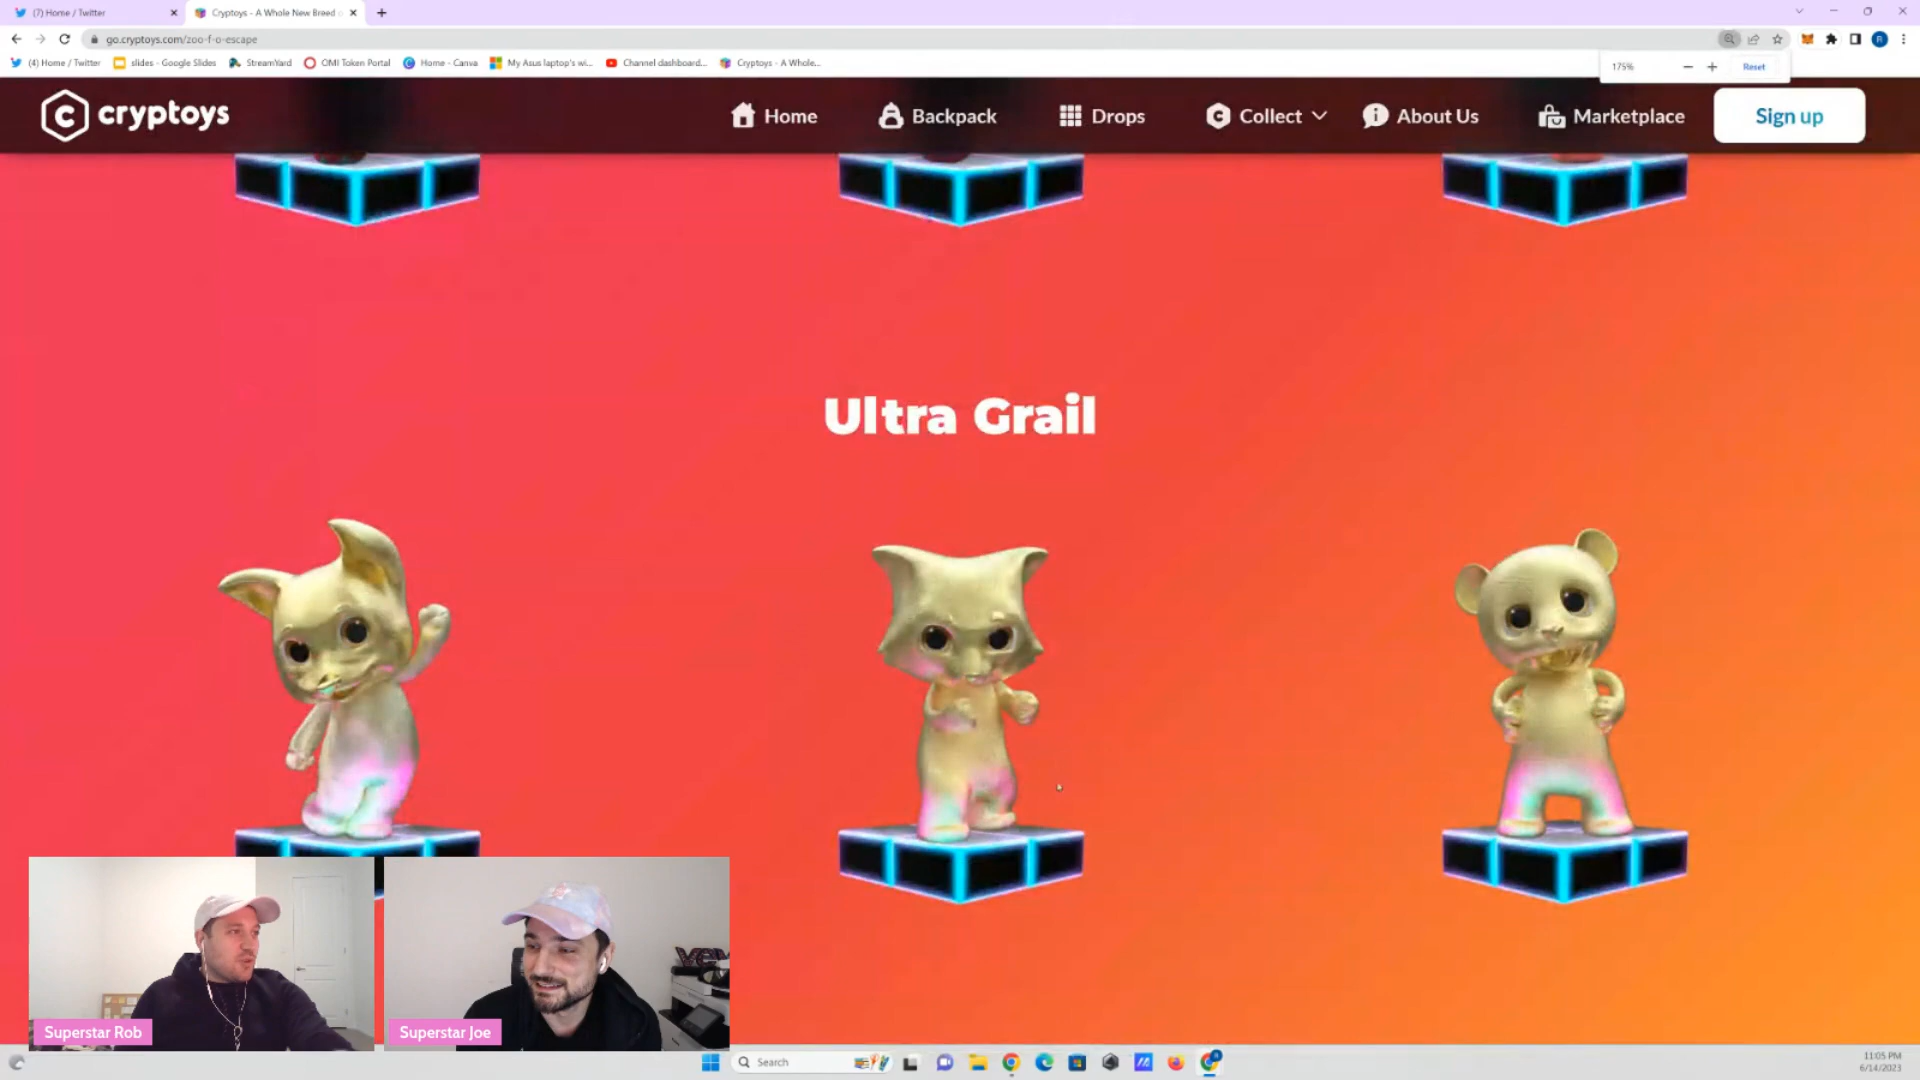 (7) Home / Twitter
Cryptoys - A Whole New Breed o
go.cryptoys.com/zoo-f-o-escape
(4) Home / Twitter
slides - Google Slides
StreamYard
OMI Token Portal
Home - Canva
My Asus laptop's wi...
Channel dashboard...
Cryptoys - A Whole...
175%
Reset
cryptoys
Home
Backpack
Drops
Collect
About Us
Marketplace
Sign up
Ultra Grail
Superstar Rob
Superstar Joe
Search
11:05 PM
6/14/2023